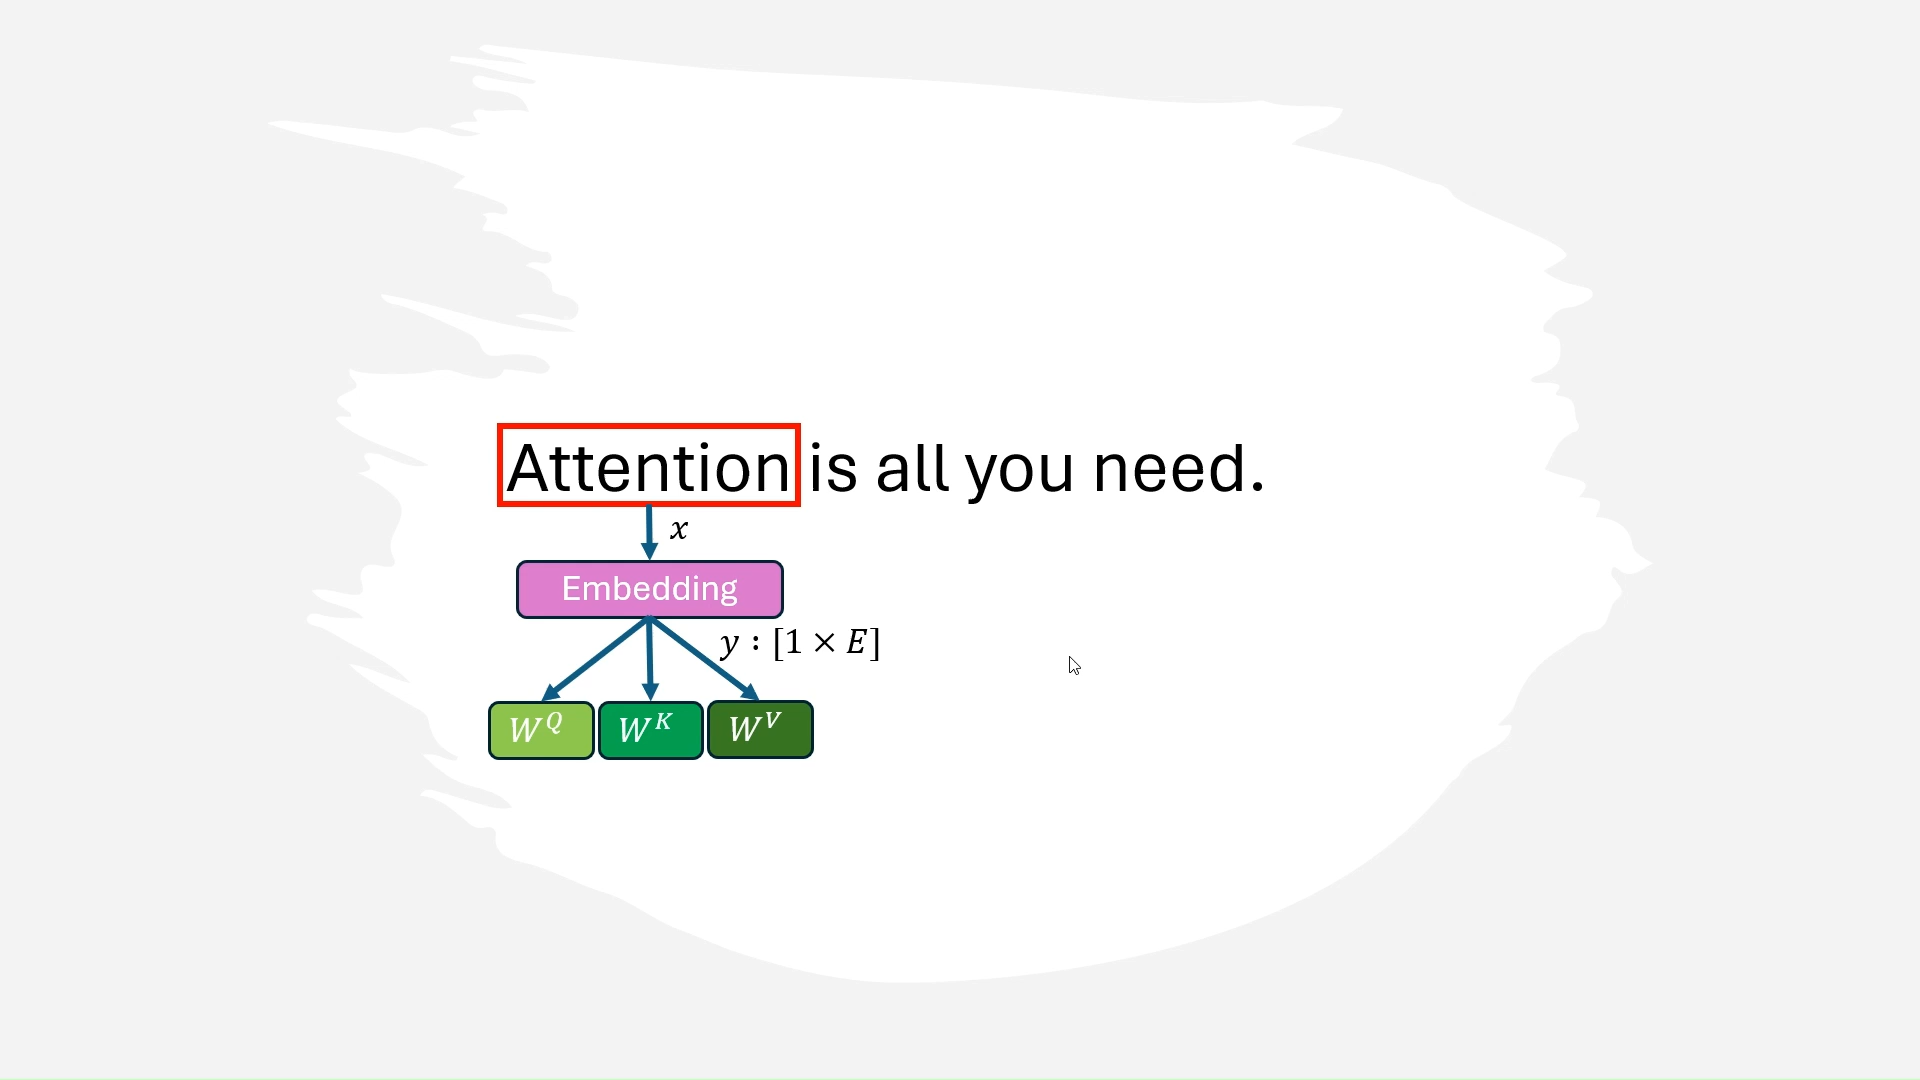 Attention is all you need.
x
Embedding
y : [1 × E]
W^Q W^K W^V